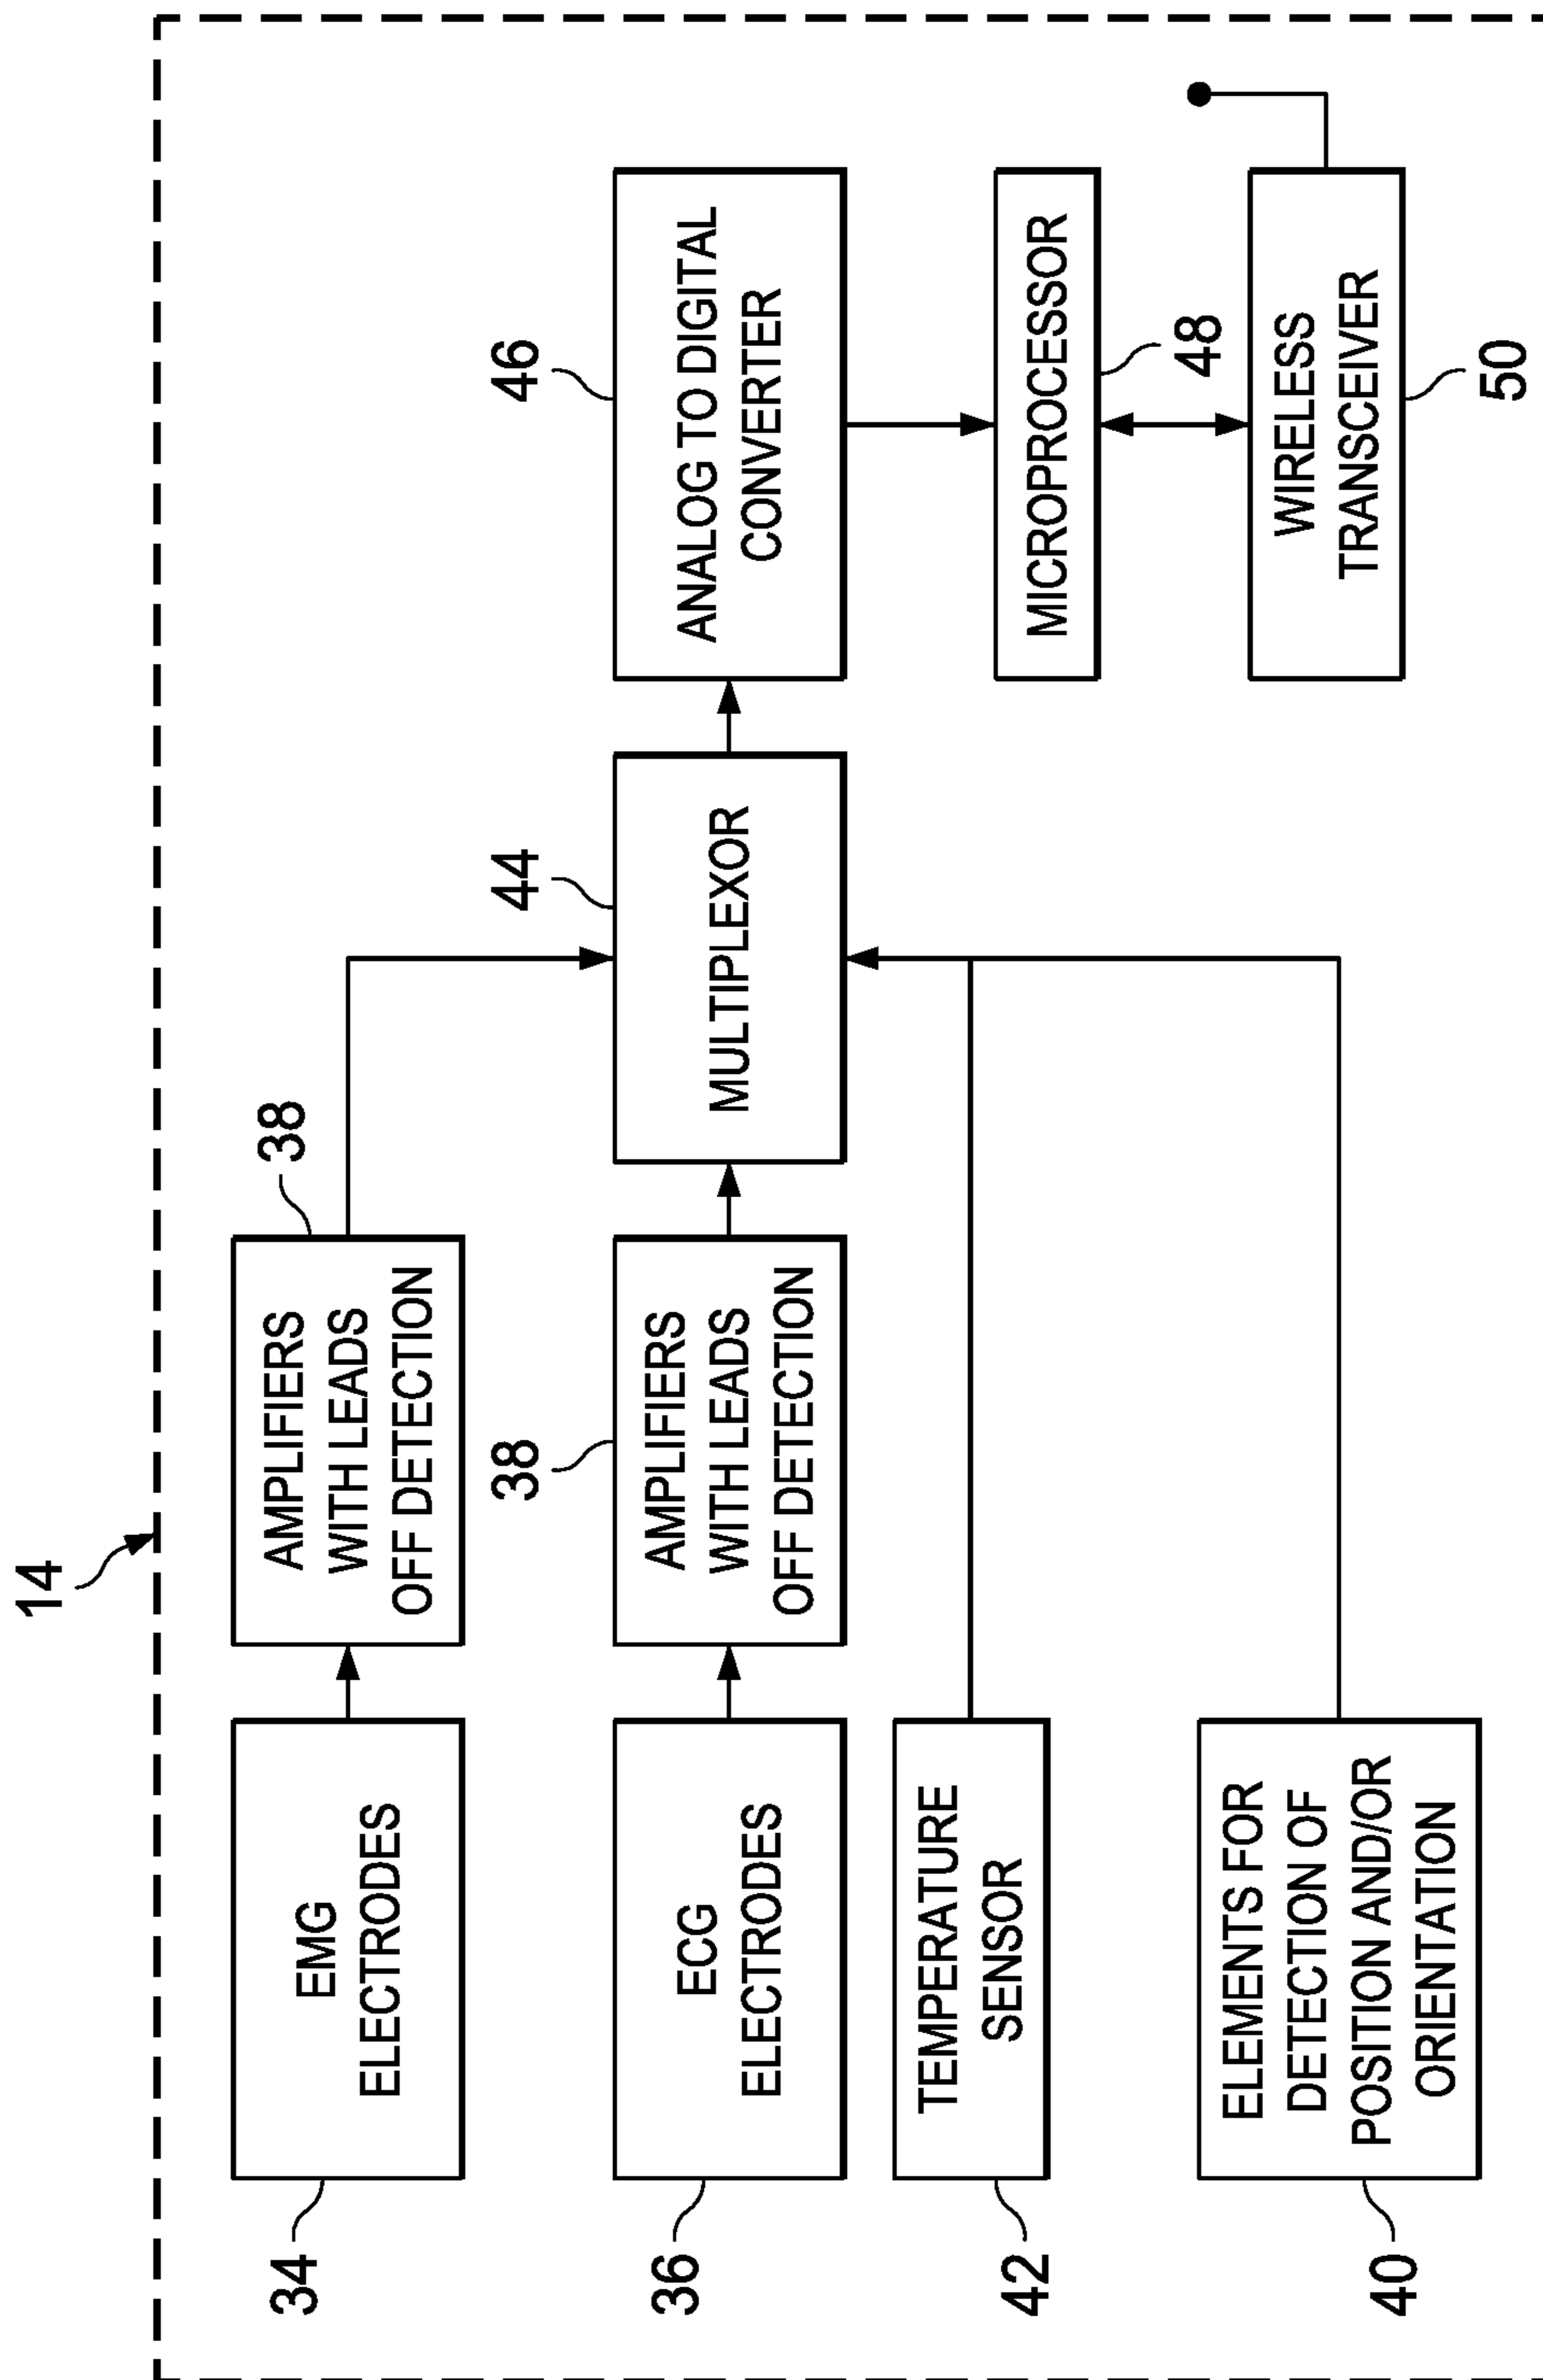 14
34
EMG
ELECTRODES
38
AMPLIFIERS
WITH LEADS
OFF DETECTION
36
ECG
ELECTRODES
38
AMPLIFIERS
WITH LEADS
OFF DETECTION
44
MULTIPLEXOR
46
ANALOG TO DIGITAL
CONVERTER
42
TEMPERATURE
SENSOR
MICROPROCESSOR
48
40
ELEMENTS FOR
DETECTION OF
POSITION AND/OR
ORIENTATION
WIRELESS
TRANSCEIVER
50